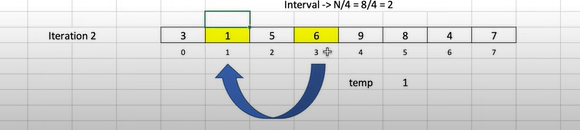 Interval -> N/4 = 8/4 = 2
Iteration 2 3 1 5 6 9 8 4 7
0 1 2 3 4 5 6 7
temp 1